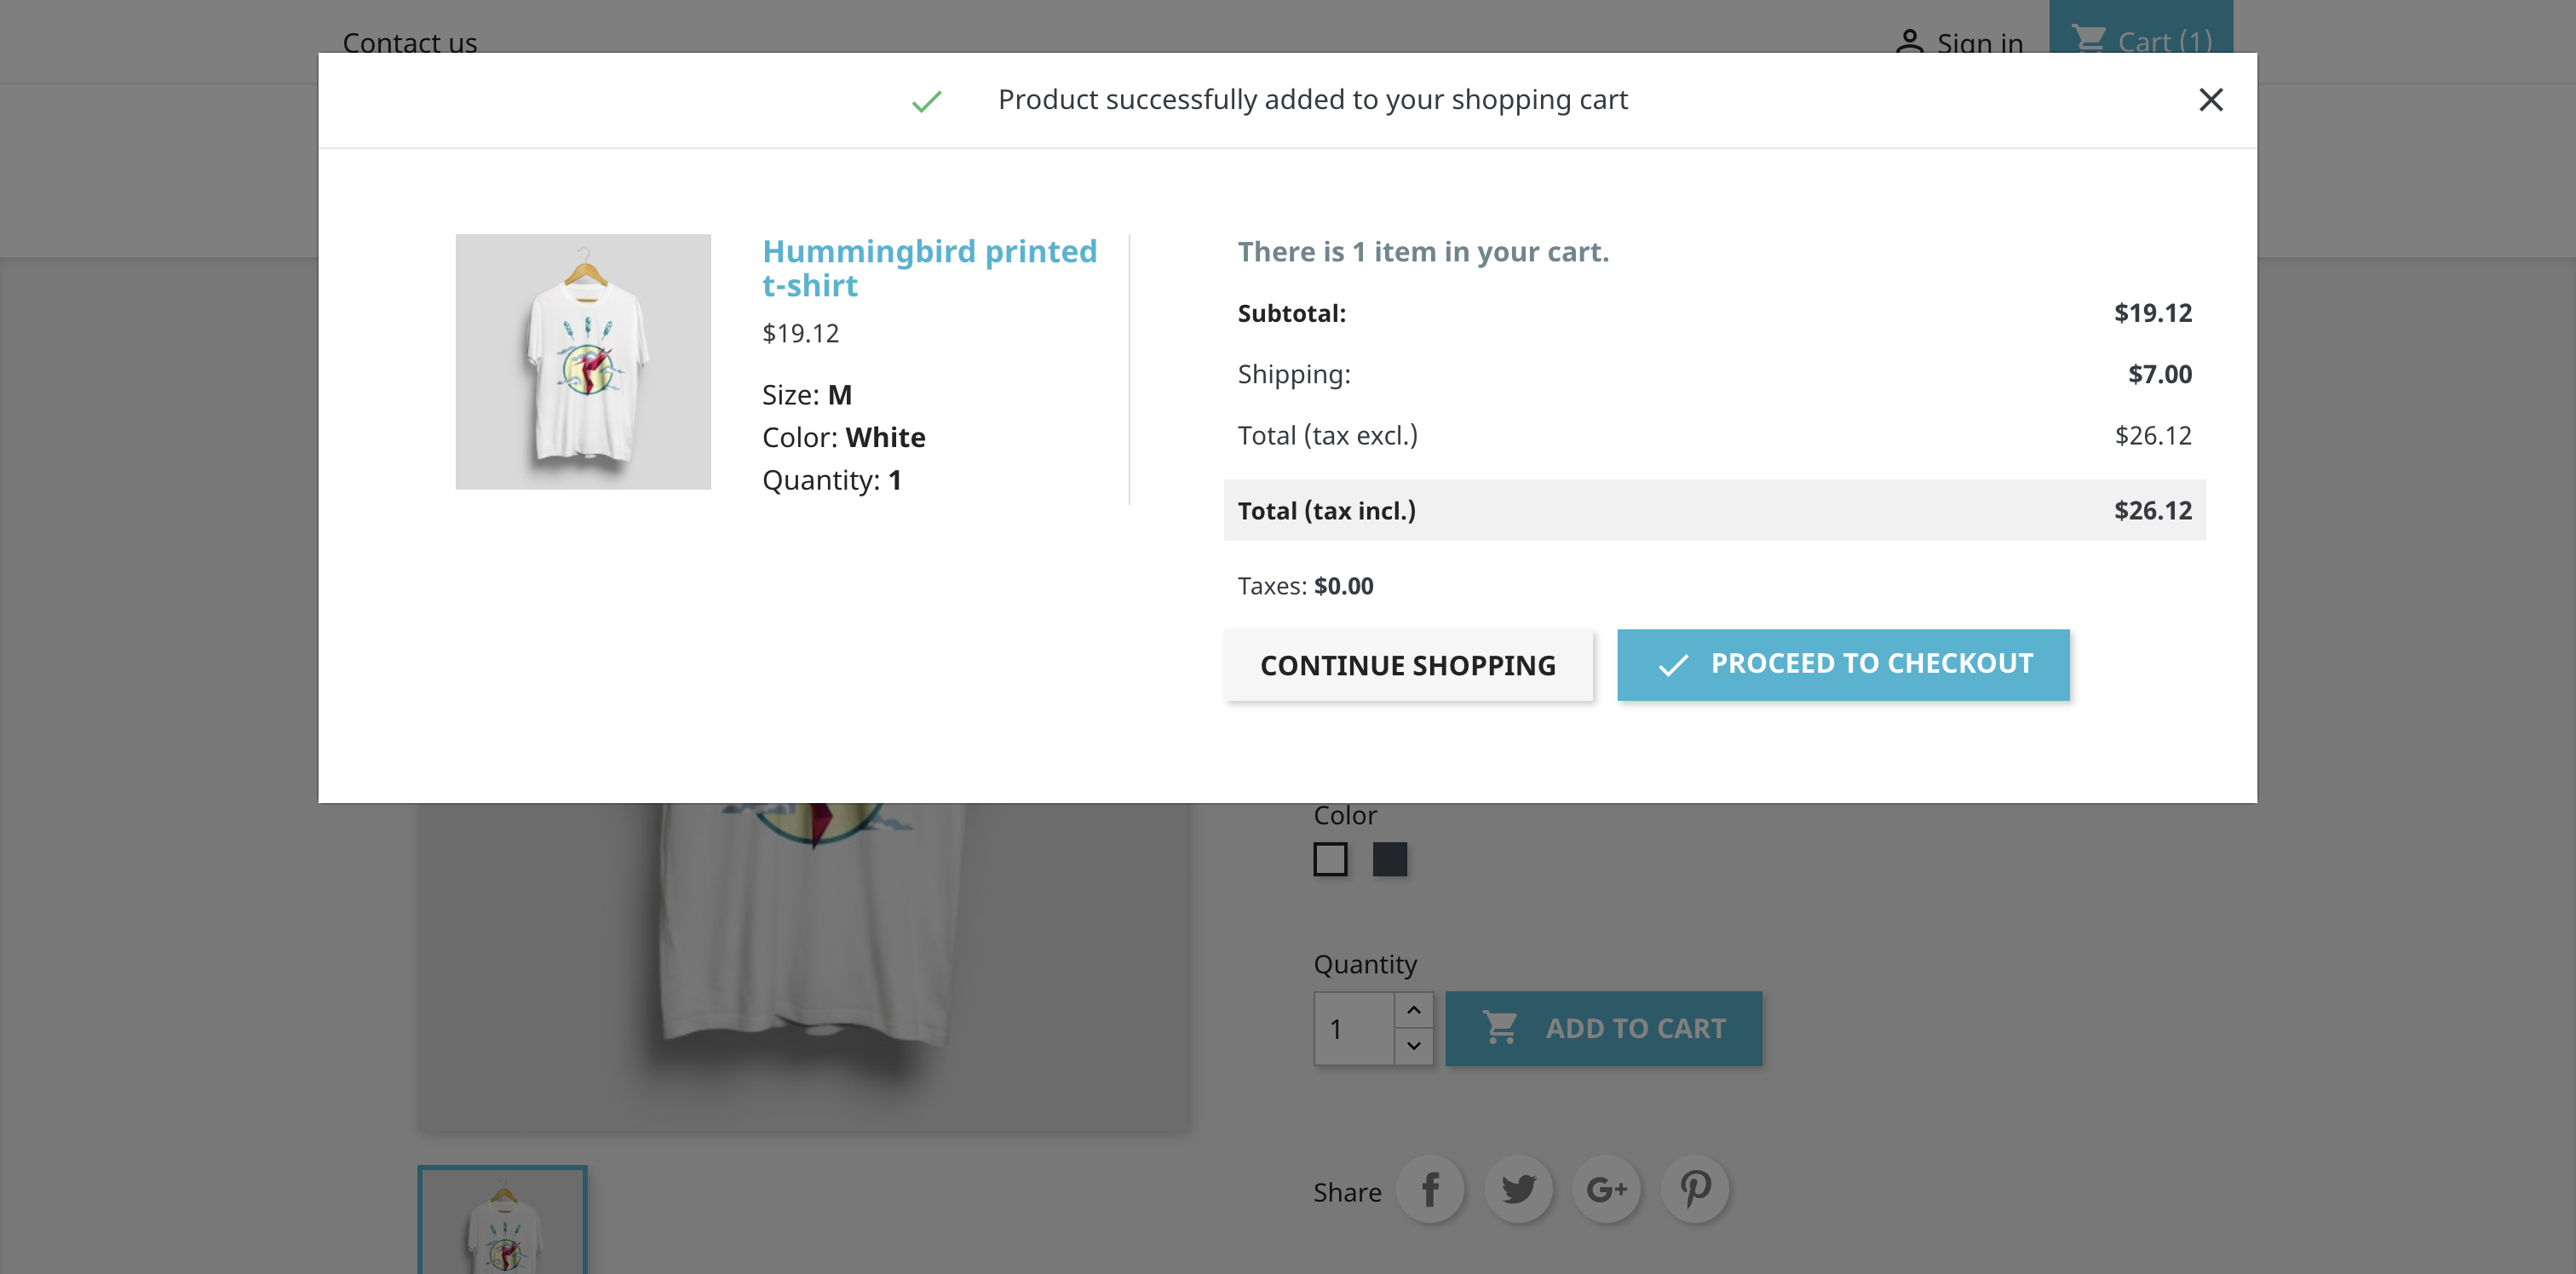 Contact us
Sign in
Cart (1)
Product successfully added to your shopping cart
Hummingbird printed
t-shirt
$19.12
Size: M
Color: White
Quantity: 1
There is 1 item in your cart.
Subtotal: $19.12
Shipping: $7.00
Total (tax excl.) $26.12
Total (tax incl.) $26.12
Taxes: $0.00
CONTINUE SHOPPING
PROCEED TO CHECKOUT
Color
Quantity
1
ADD TO CART
Share